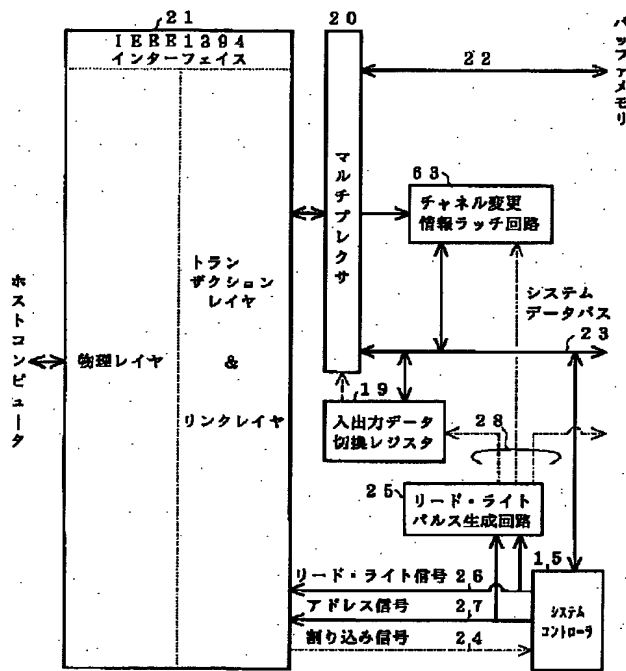 21
IEEE1394
インターフェイス
20
22
バッファメモリ
マルチプレクサ
63
チャネル変更
情報ラッチ回路
トラン
ザクション
レイヤ
システム
データバス
23
ホストコンピュータ
物理レイヤ
&
リンクレイヤ
19
入出力データ
切換レジスタ
28
25
リード・ライト
パルス生成回路
リード・ライト信号 26
15
アドレス信号 27
システム
コントローラ
割り込み信号 24